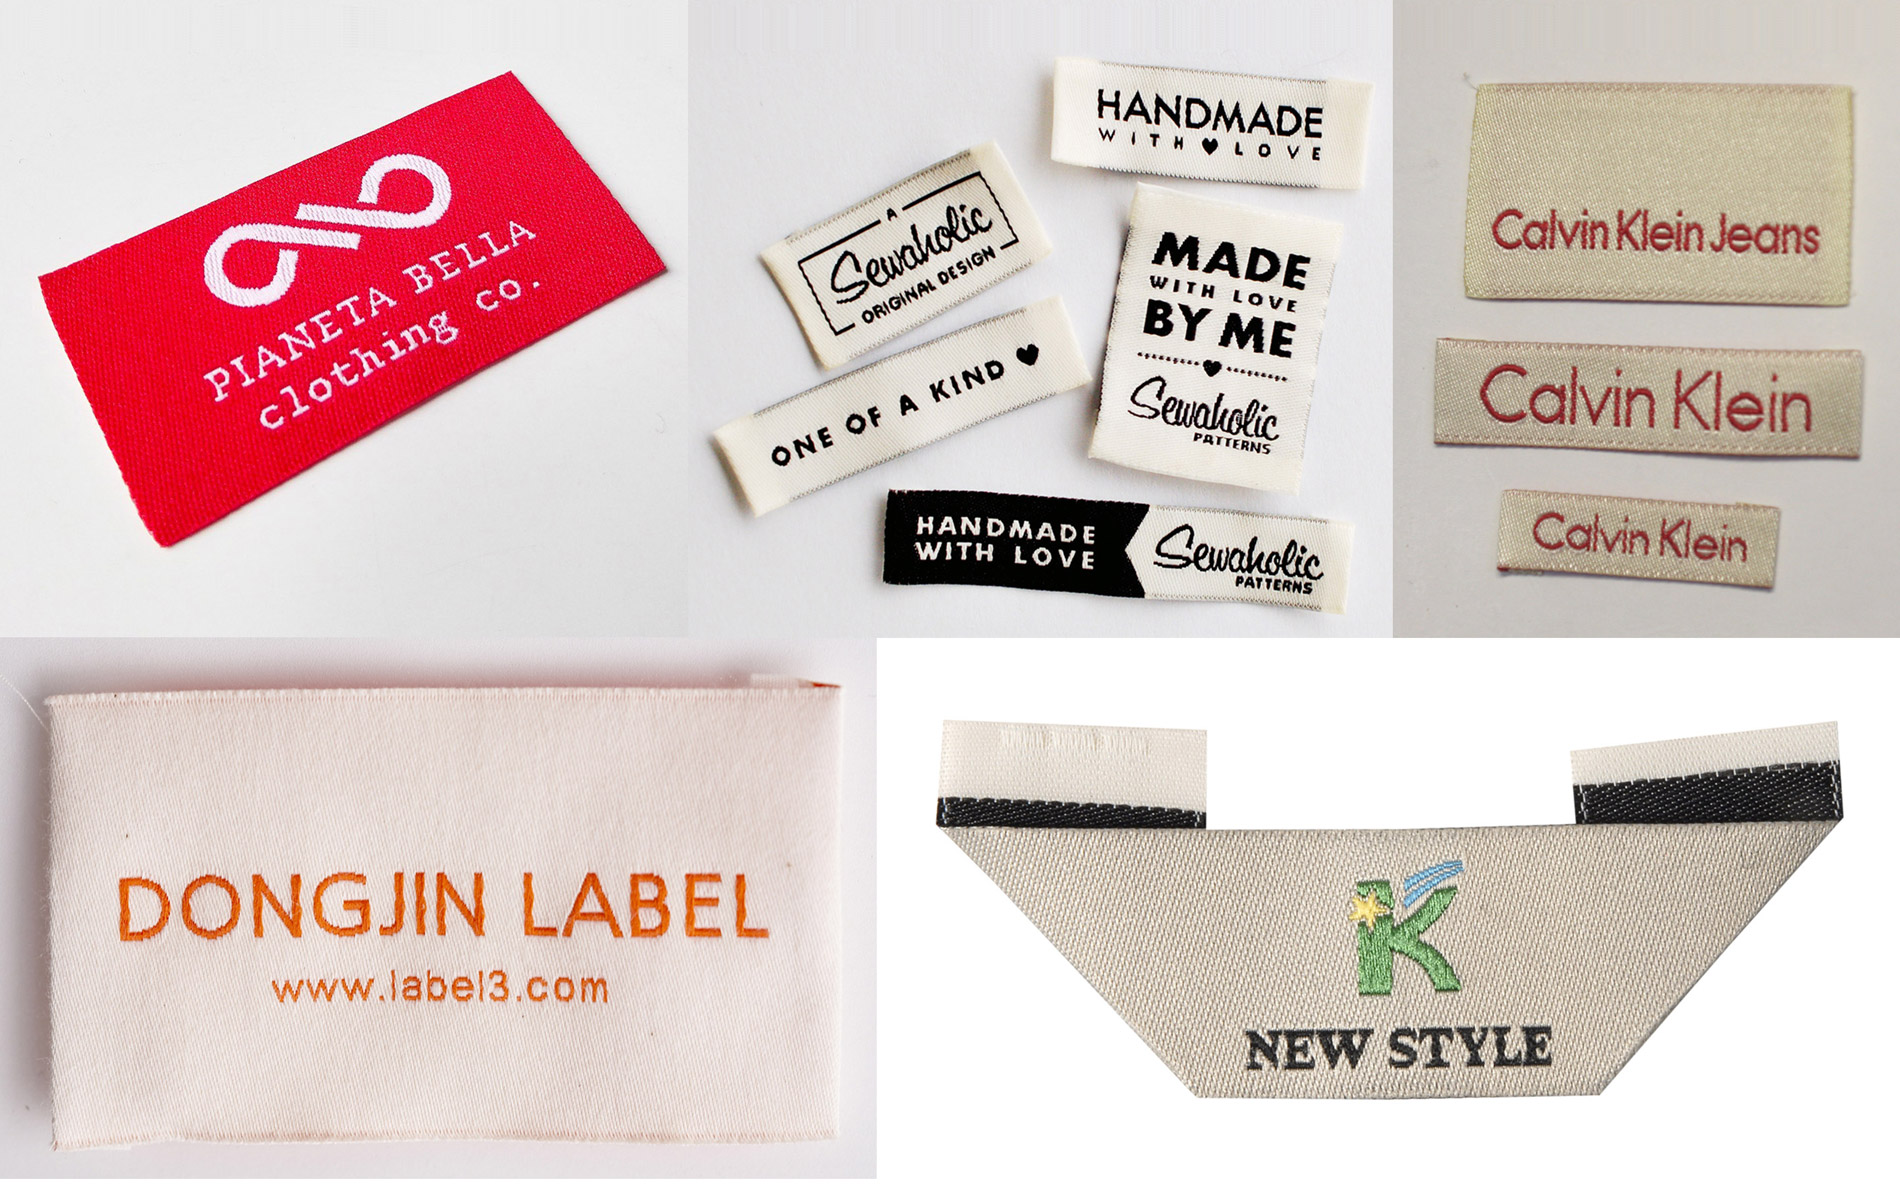 PIANETA BELLA
clothing co.
HANDMADE
WITH ♥ LOVE
A
Sewaholic
ORIGINAL DESIGN
MADE
WITH LOVE
BY ME
Sewaholic
PATTERNS
ONE OF A KIND ♥
HANDMADE
WITH LOVE
Sewaholic
PATTERNS
Calvin Klein Jeans
Calvin Klein
Calvin Klein
DONGJIN LABEL
www.label3.com
K
NEW STYLE